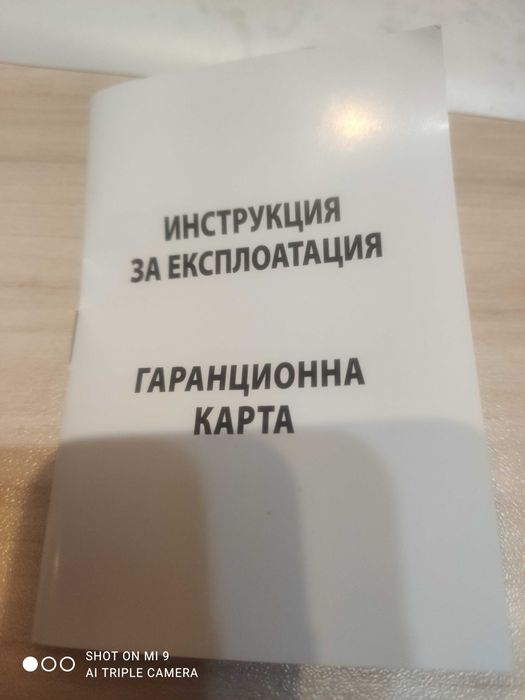 ИНСТРУКЦИЯ
ЗА ЕКСПЛОАТАЦИЯ
ГАРАНЦИОННА
КАРТА
SHOT ON MI 9
AI TRIPLE CAMERA